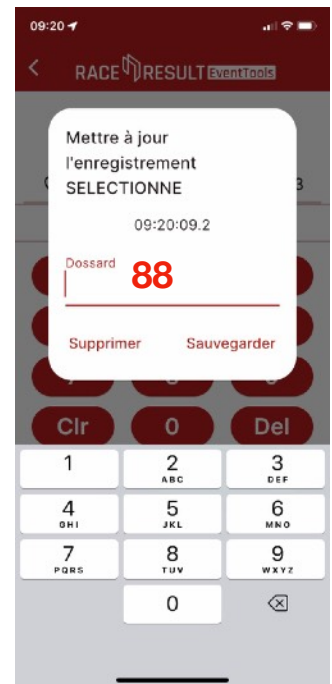 09:20
RACE RESULT EventTools
Mettre à jour
l'enregistrement
SELECTIONNE
3
09:20:09.2
Dossard
88
Supprimer Sauvegarder
Clr 0 Del
1 2 3
ABC DEF
4 5 6
GHI JKL MNO
7 8 9
PQRS TUV WXYZ
0